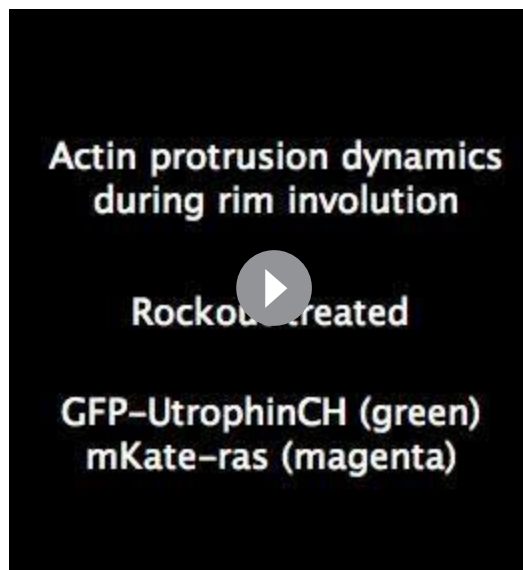 Actin protrusion dynamics
during rim involution
treated
GFP-UtrophinCH (green)
mKate-ras (magenta)